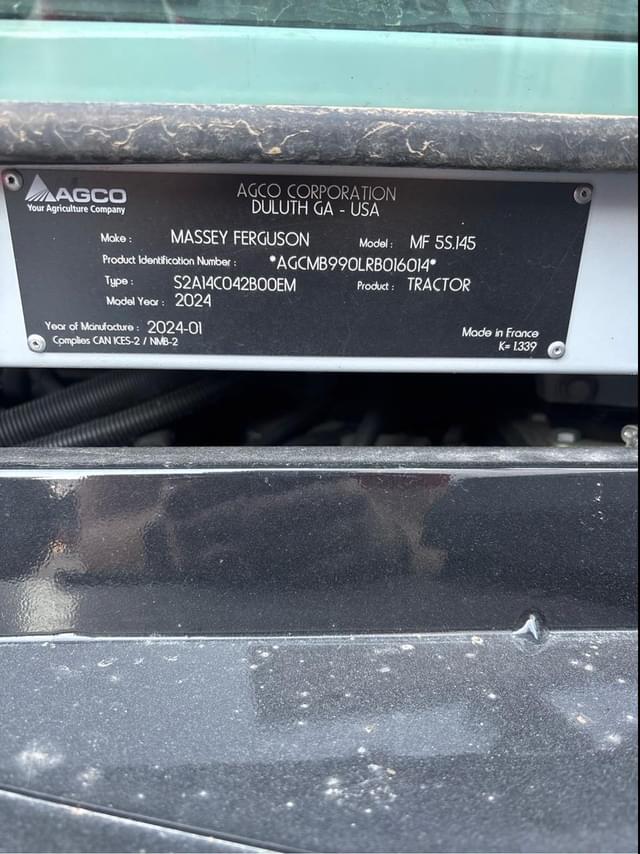 AGCO
Your Agriculture Company
AGCO CORPORATION
DULUTH GA - USA
Make : MASSEY FERGUSON Model : MF 5S.145
Product Identification Number : *AGCMB990LRB016014*
Type : S2A14C042B00EM Product : TRACTOR
Model Year : 2024
Year of Manufacture : 2024-01
Complies CAN ICES-2 / NMB-2
Made in France
K= 1.339